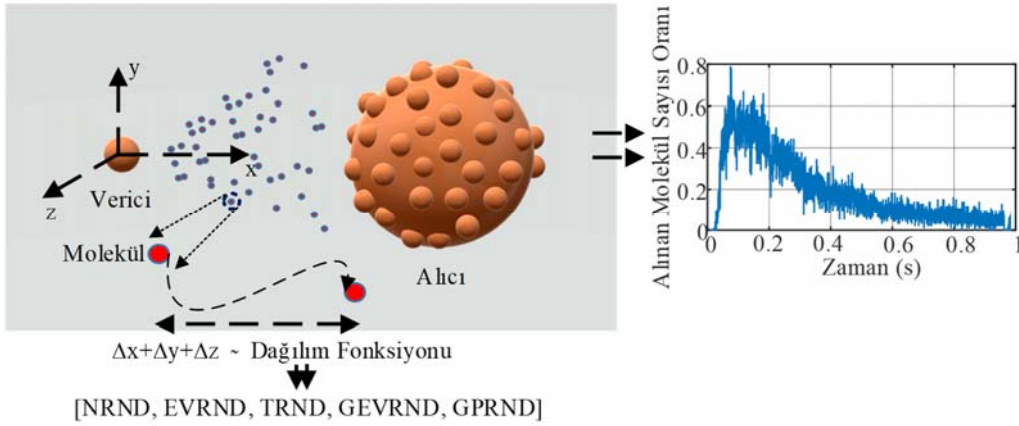 y
x
z
Verici
Molekül
Alıcı
Δx+Δy+Δz ~ Dağılım Fonksiyonu
[NRND, EVRND, TRND, GEVRND, GPRND]
Alınan Molekül Sayısı Oranı
0.8
0.6
0.4
0.2
0
0 0.2 0.4 0.6 0.8 1
Zaman (s)